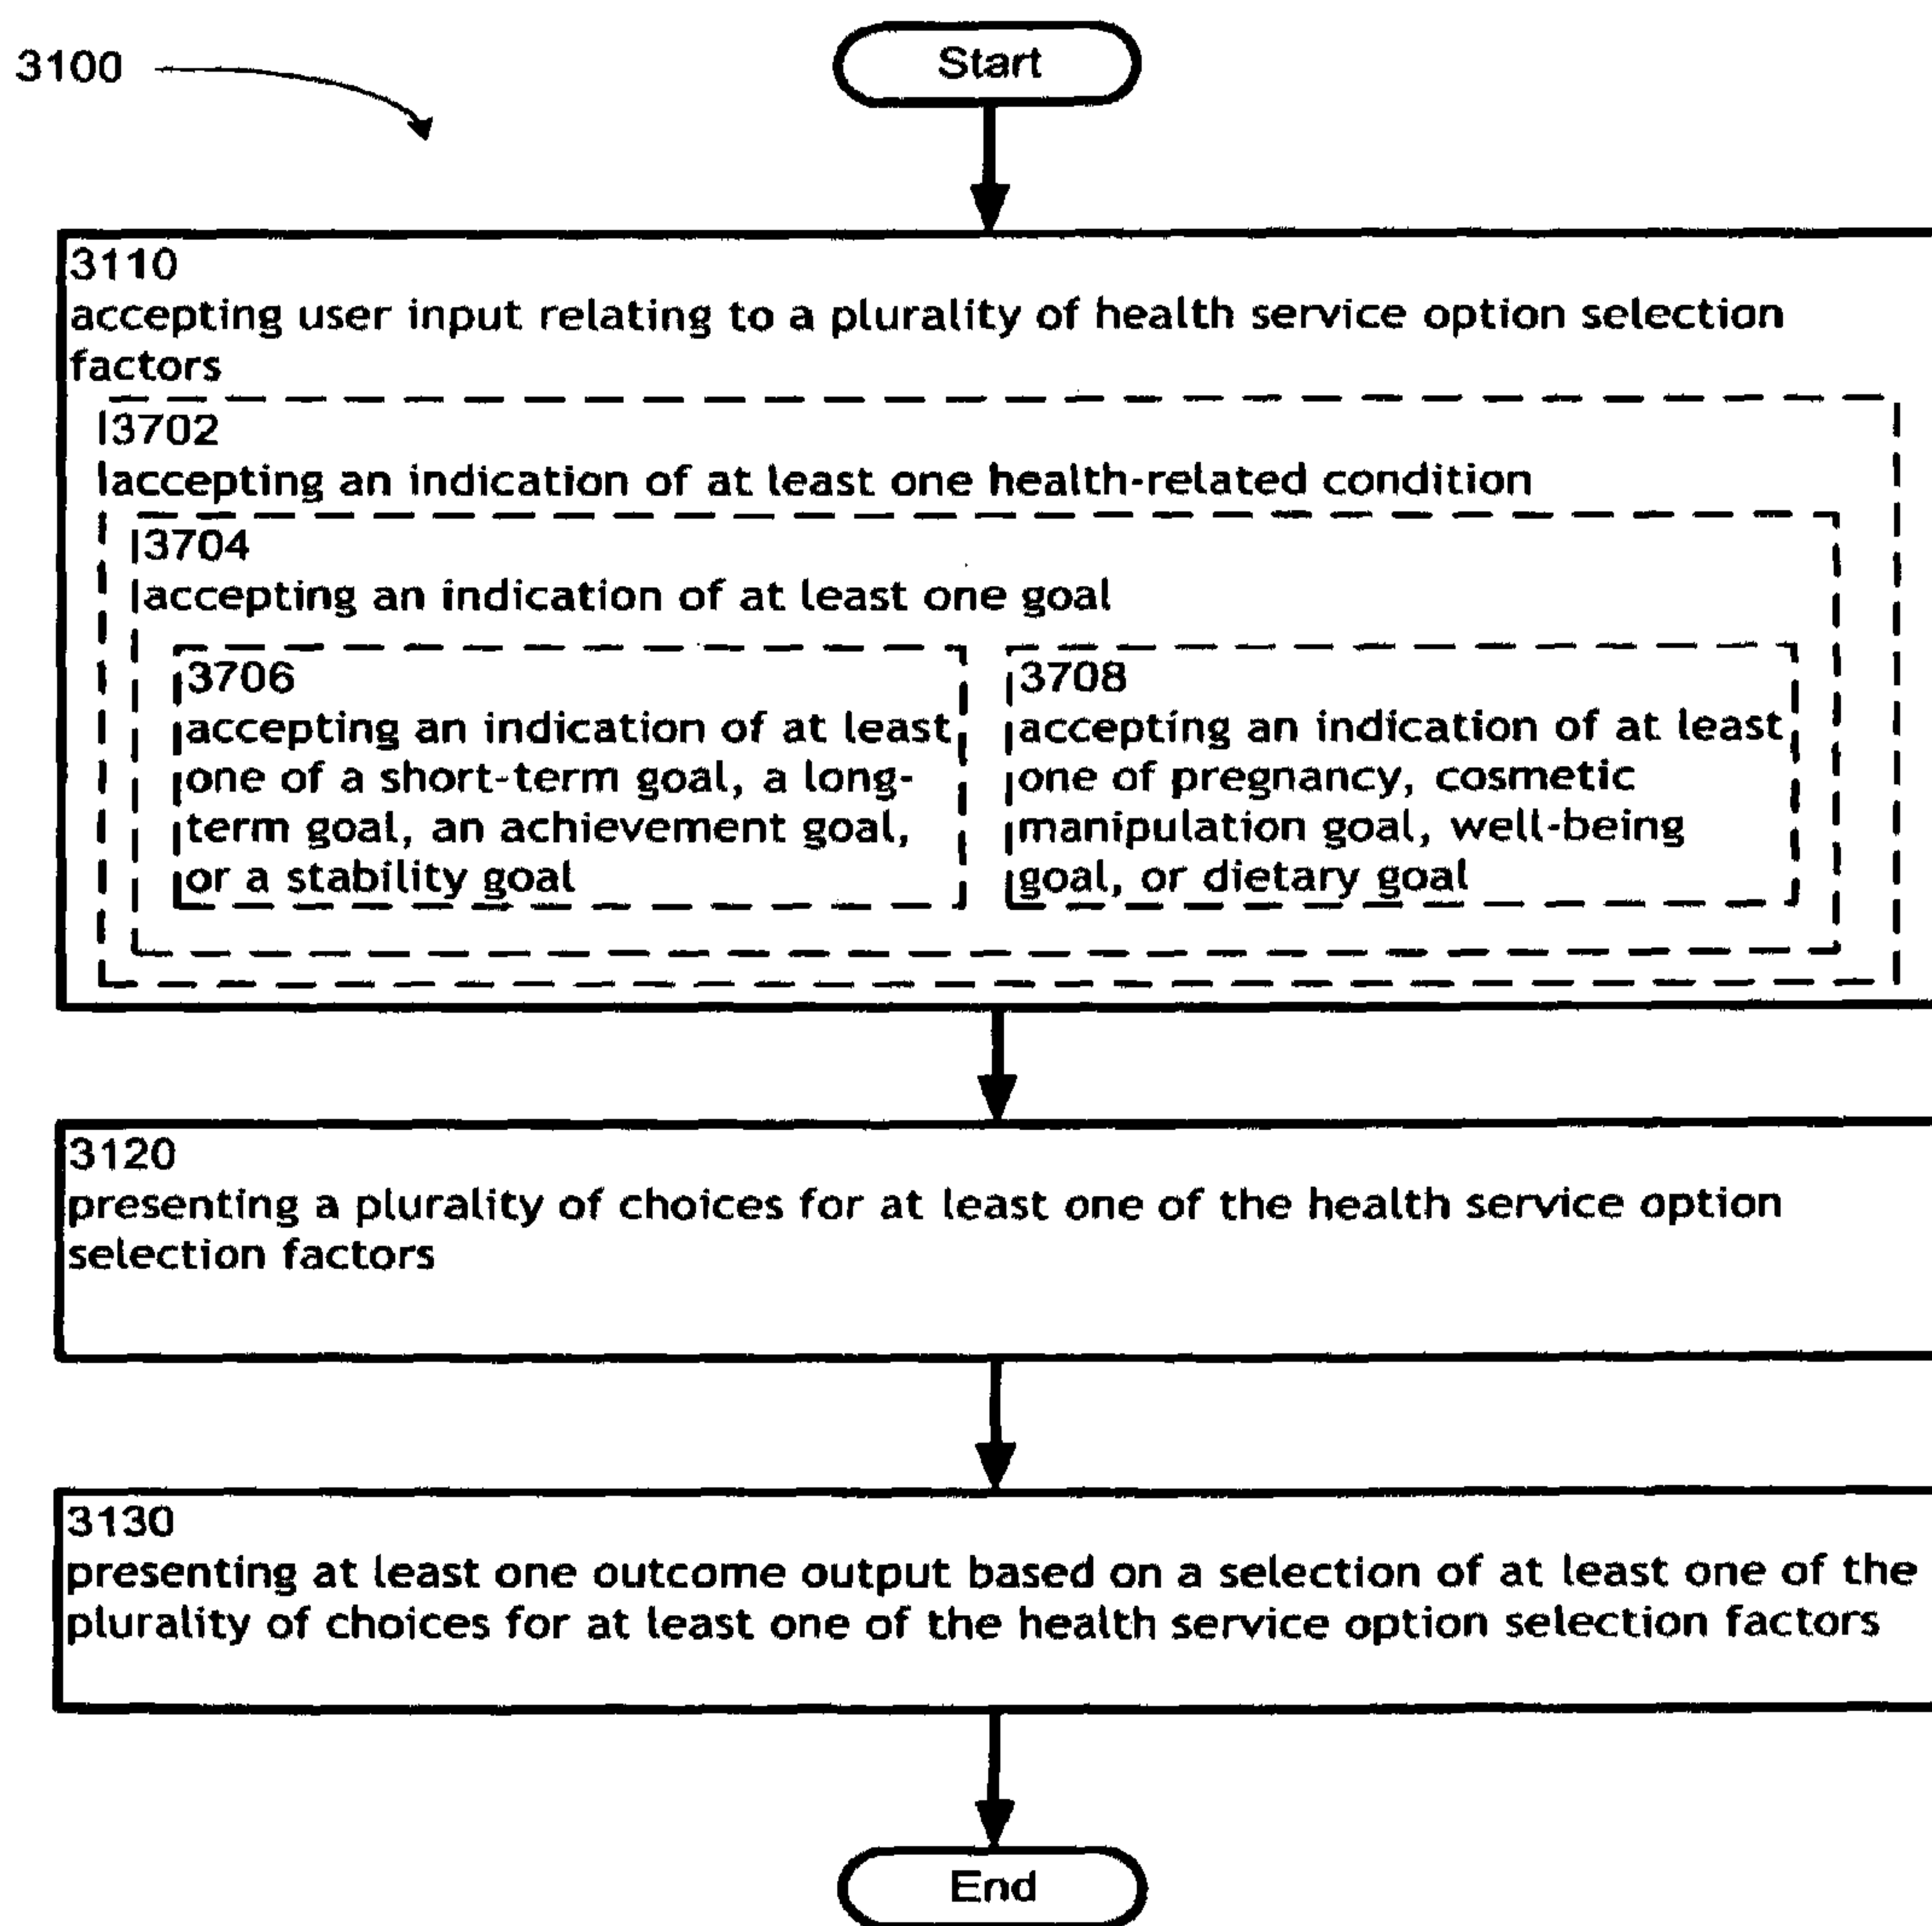 3100
Start
3110
accepting user input relating to a plurality of health service option selection
factors
3702
accepting an indication of at least one health-related condition
3704
accepting an indication of at least one goal
3706
accepting an indication of at least
one of a short-term goal, a long-
term goal, an achievement goal,
or a stability goal
3708
accepting an indication of at least
one of pregnancy, cosmetic
manipulation goal, well-being
goal, or dietary goal
3120
presenting a plurality of choices for at least one of the health service option
selection factors
3130
presenting at least one outcome output based on a selection of at least one of the
plurality of choices for at least one of the health service option selection factors
End